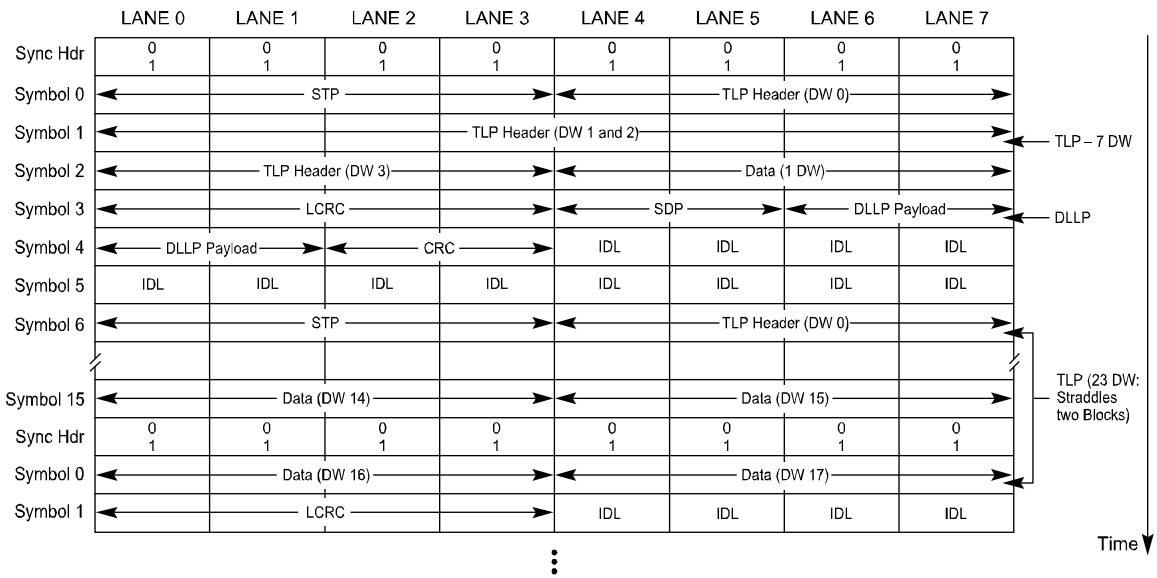 LANE 0 LANE 1 LANE 2 LANE 3 LANE 4 LANE 5 LANE 6 LANE 7
Sync Hdr 0 0 0 0 0 0 0 0
1 1 1 1 1 1 1 1
Symbol 0 STP TLP Header (DW 0)
Symbol 1 TLP Header (DW 1 and 2)
TLP – 7 DW
Symbol 2 TLP Header (DW 3) Data (1 DW)
Symbol 3 LCRC SDP DLLP Payload
DLLP
Symbol 4 DLLP Payload CRC IDL IDL IDL IDL
Symbol 5 IDL IDL IDL IDL IDL IDL IDL IDL
Symbol 6 STP TLP Header (DW 0)
TLP (23 DW:
Straddles
two Blocks)
Symbol 15 Data (DW 14) Data (DW 15)
Sync Hdr 0 0 0 0 0 0 0 0
1 1 1 1 1 1 1 1
Symbol 0 Data (DW 16) Data (DW 17)
Symbol 1 LCRC IDL IDL IDL IDL
Time